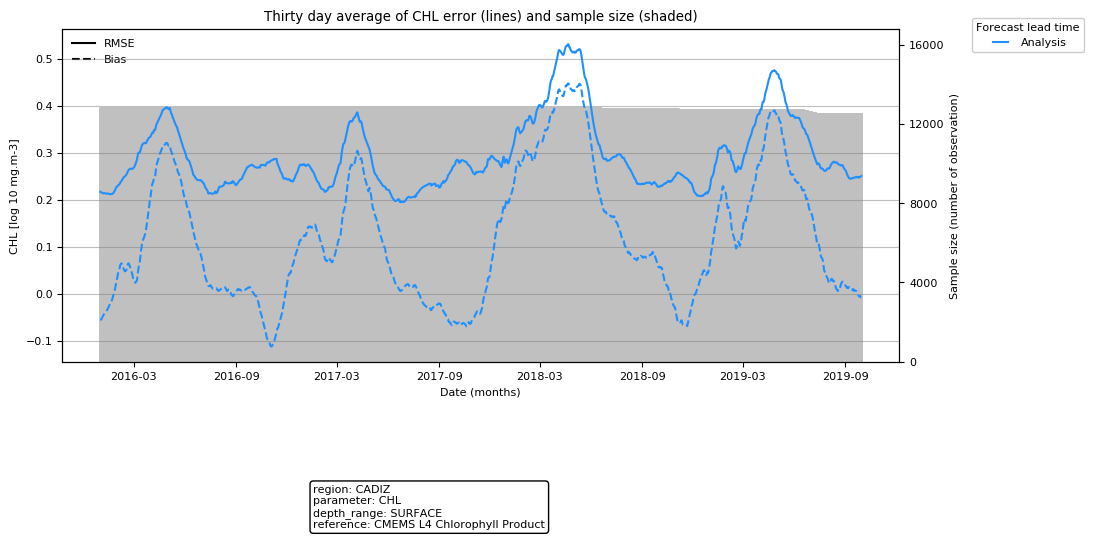 Thirty day average of CHL error (lines) and sample size (shaded)
Forecast lead time
Analysis
RMSE
Bias
CHL [log 10 mg.m-3]
0.5
0.4
0.3
0.2
0.1
0.0
−0.1
16000
12000
8000
4000
0
Sample size (number of observation)
2016-03
2016-09
2017-03
2017-09
2018-03
2018-09
2019-03
2019-09
Date (months)
region: CADIZ
parameter: CHL
depth_range: SURFACE
reference: CMEMS L4 Chlorophyll Product